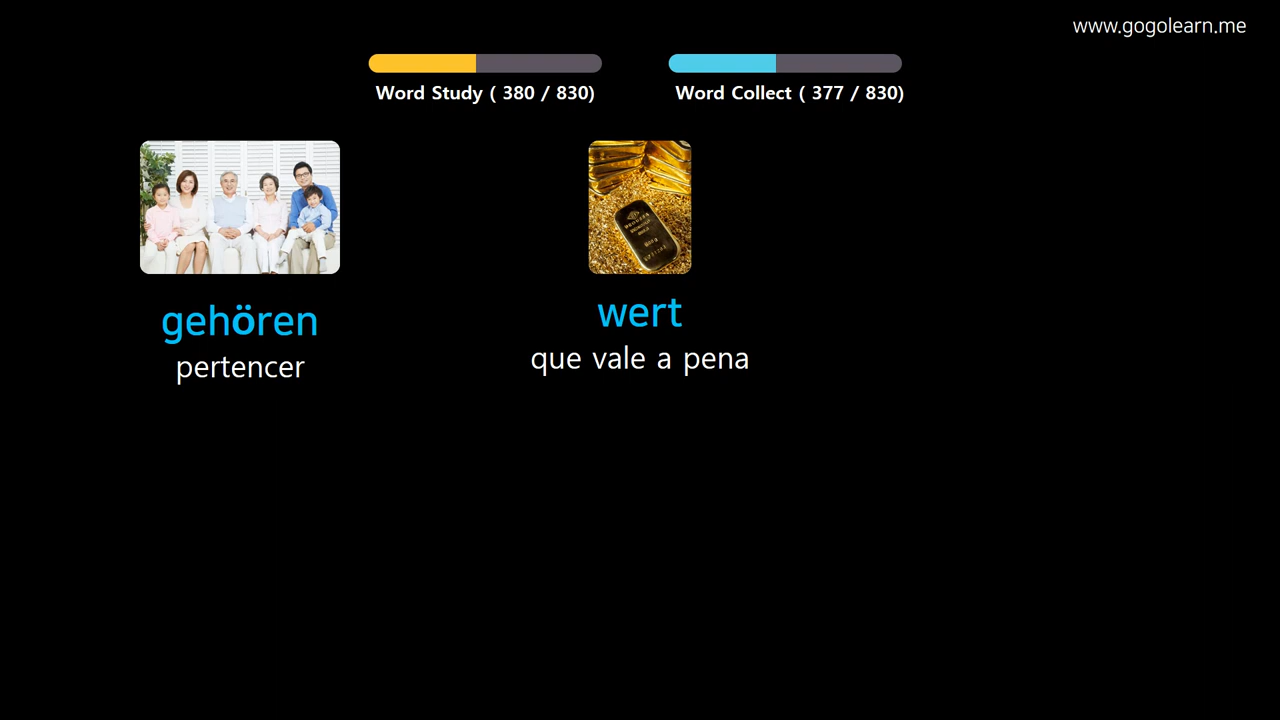 www.gogolearn.me
Word Study ( 380 / 830)
Word Collect ( 377 / 830)
gehören
pertencer
wert
que vale a pena